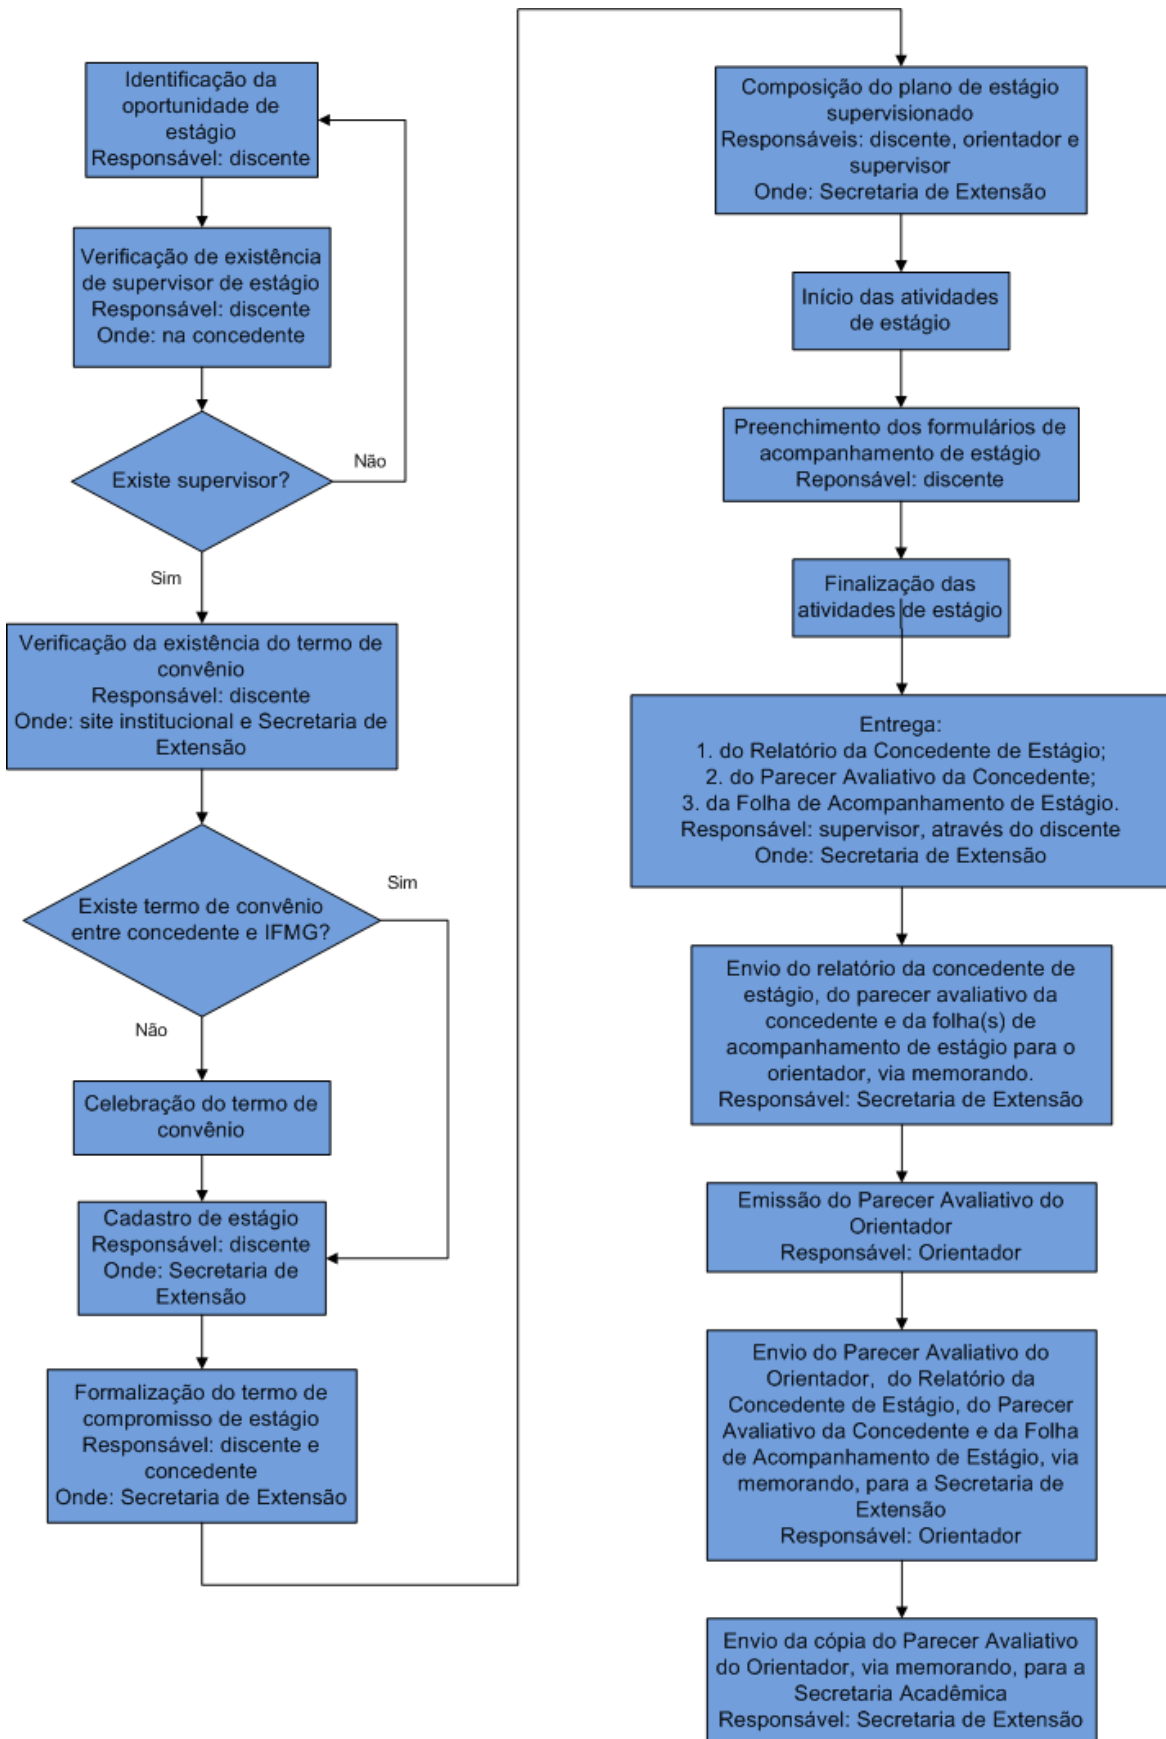 Identificação da
oportunidade de
estágio
Responsável: discente
Verificação de existência
de supervisor de estágio
Responsável: discente
Onde: na concedente
Existe supervisor?
Não
Sim
Verificação da existência do termo de
convênio
Responsável: discente
Onde: site institucional e Secretaria de
Extensão
Existe termo de convênio
entre concedente e IFMG?
Sim
Não
Celebração do termo de
convênio
Cadastro de estágio
Responsável: discente
Onde: Secretaria de
Extensão
Formalização do termo de
compromisso de estágio
Responsável: discente e
concedente
Onde: Secretaria de Extensão
Composição do plano de estágio
supervisionado
Responsáveis: discente, orientador e
supervisor
Onde: Secretaria de Extensão
Início das atividades
de estágio
Preenchimento dos formulários de
acompanhamento de estágio
Reponsável: discente
Finalização das
atividades de estágio
Entrega:
1. do Relatório da Concedente de Estágio;
2. do Parecer Avaliativo da Concedente;
3. da Folha de Acompanhamento de Estágio.
Responsável: supervisor, através do discente
Onde: Secretaria de Extensão
Envio do relatório da concedente de
estágio, do parecer avaliativo da
concedente e da folha(s) de
acompanhamento de estágio para o
orientador, via memorando.
Responsável: Secretaria de Extensão
Emissão do Parecer Avaliativo do
Orientador
Responsável: Orientador
Envio do Parecer Avaliativo do
Orientador, do Relatório da
Concedente de Estágio, do Parecer
Avaliativo da Concedente e da Folha
de Acompanhamento de Estágio, via
memorando, para a Secretaria de
Extensão
Responsável: Orientador
Envio da cópia do Parecer Avaliativo
do Orientador, via memorando, para a
Secretaria Acadêmica
Responsável: Secretaria de Extensão